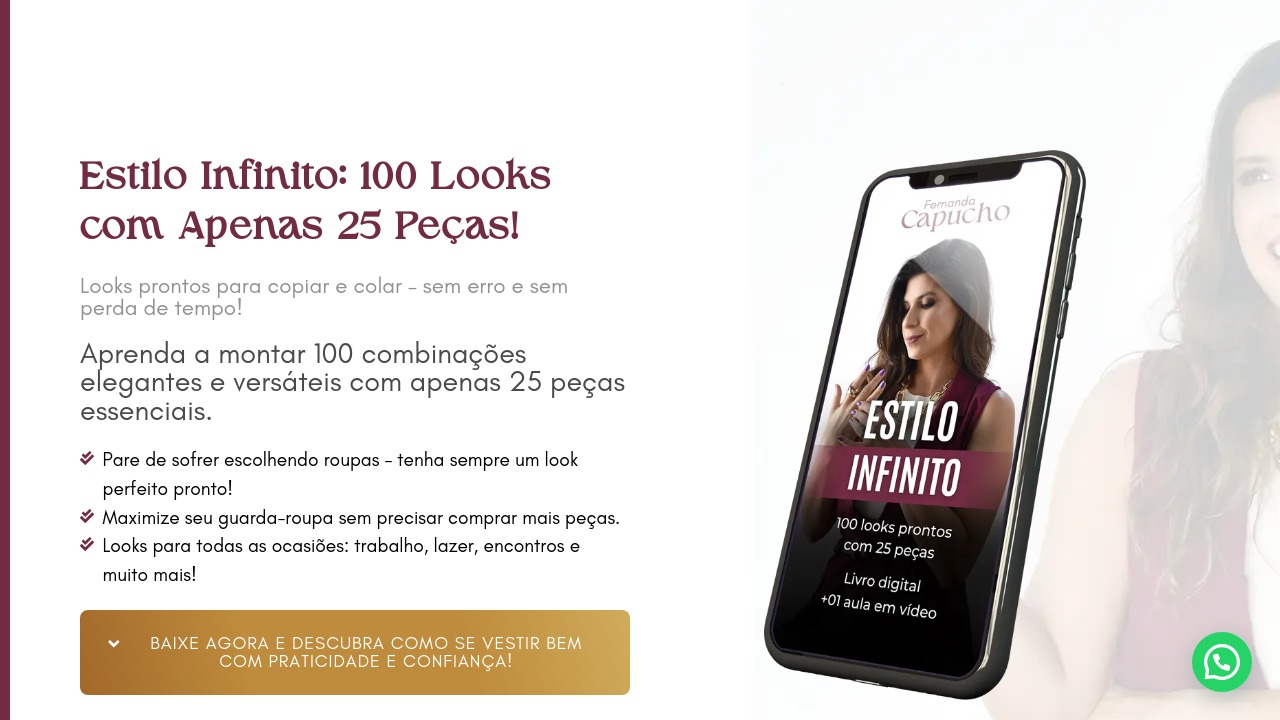 Estilo Infinito: 100 Looks
com Apenas 25 Peças!
Looks prontos para copiar e colar – sem erro e sem
perda de tempo!
Aprenda a montar 100 combinações
elegantes e versáteis com apenas 25 peças
essenciais.
Pare de sofrer escolhendo roupas – tenha sempre um look
perfeito pronto!
Maximize seu guarda-roupa sem precisar comprar mais peças.
Looks para todas as ocasiões: trabalho, lazer, encontros e
muito mais!
BAIXE AGORA E DESCUBRA COMO SE VESTIR BEM
COM PRATICIDADE E CONFIANÇA!
Fernanda
Capucho
ESTILO
INFINITO
100 looks prontos
com 25 peças
Livro digital
+01 aula em vídeo